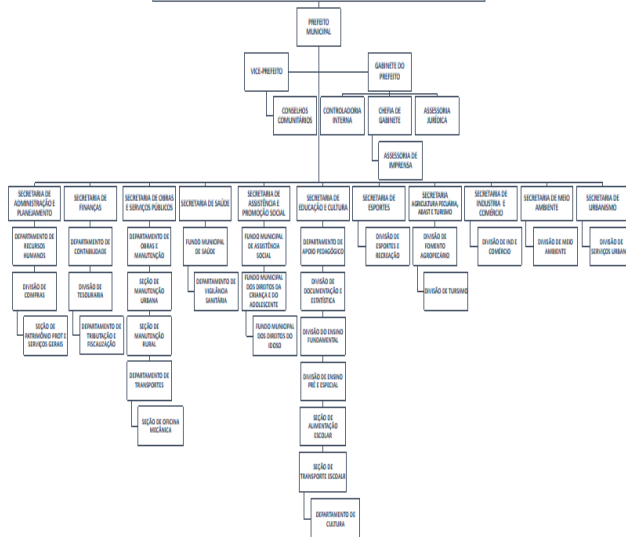 PREFEITO
MUNICIPAL
VICE-PREFEITO
GABINETE DO
PREFEITO
CONSELHOS
COMUNITÁRIOS
CONTROLADORIA
INTERNA
CHEFIA DE
GABINETE
ASSESSORIA
JURÍDICA
ASSESSORIA DE
IMPRENSA
SECRETARIA DE
ADMINISTRAÇÃO E
PLANEJAMENTO
SECRETARIA DE
FINANÇAS
SECRETARIA DE OBRAS
E SERVIÇOS PÚBLICOS
SECRETARIA DE SAÚDE
SECRETARIA DE
ASSISTÊNCIA E
PROMOÇÃO SOCIAL
SECRETARIA DE
EDUCAÇÃO E CULTURA
SECRETARIA DE
ESPORTES
SECRETARIA
AGRICULTURA PECUÁRIA,
ABAST E TURISMO
SECRETARIA DE
INDUSTRIA E
COMÉRCIO
SECRETARIA DE MEIO
AMBIENTE
SECRETARIA DE
URBANISMO
DEPARTAMENTO DE
RECURSOS
HUMANOS
DEPARTAMENTO DE
CONTABILIDADE
DEPARTAMENTO DE
OBRAS E
MANUTENÇÃO
FUNDO MUNICIPAL
DE SAÚDE
FUNDO MUNICIPAL
DE ASSISTÊNCIA
SOCIAL
DEPARTAMENTO DE
APOIO PEDAGÓGICO
DIVISÃO DE
ESPORTES E
RECREAÇÃO
DIVISÃO DE
FOMENTO
AGROPECÁRIO
DIVISÃO DE IND E
COMÉRCIO
DIVISÃO DE MEIO
AMBIENTE
DIVISÃO DE
SERVIÇOS URBAN
DIVISÃO DE
COMPRAS
DIVISÃO DE
TESOURARIA
SEÇÃO DE
MANUTENÇÃO
URBANA
DEPARTAMENTO DE
VIGILÂNCIA
SANITÁRIA
FUNDO MUNICIPAL
DOS DIREITOS DA
CRIANÇA E DO
ADOLESCENTE
DIVISÃO DE
DOCUMENTAÇÃO E
ESTATÍSTICA
DIVISÃO DE TURISMO
SEÇÃO DE
PATRIMÔNIO PROT E
SERVIÇOS GERAIS
DEPARTAMENTO DE
TRIBUTAÇÃO E
FISCALIZAÇÃO
SEÇÃO DE
MANUTENÇÃO
RURAL
FUNDO MUNICIPAL
DOS DIREITOS DO
IDOSO
DIVISÃO DO ENSINO
FUNDAMENTAL
DEPARTAMENTO DE
TRANSPORTES
DIVISÃO DE ENSINO
PRÉ E ESPECIAL
SEÇÃO DE OFICINA
MECÂNICA
SEÇÃO DE
ALIMENTAÇÃO
ESCOLAR
SEÇÃO DE
TRANSPORTE ESCOALR
DEPARTAMENTO DE
CULTURA